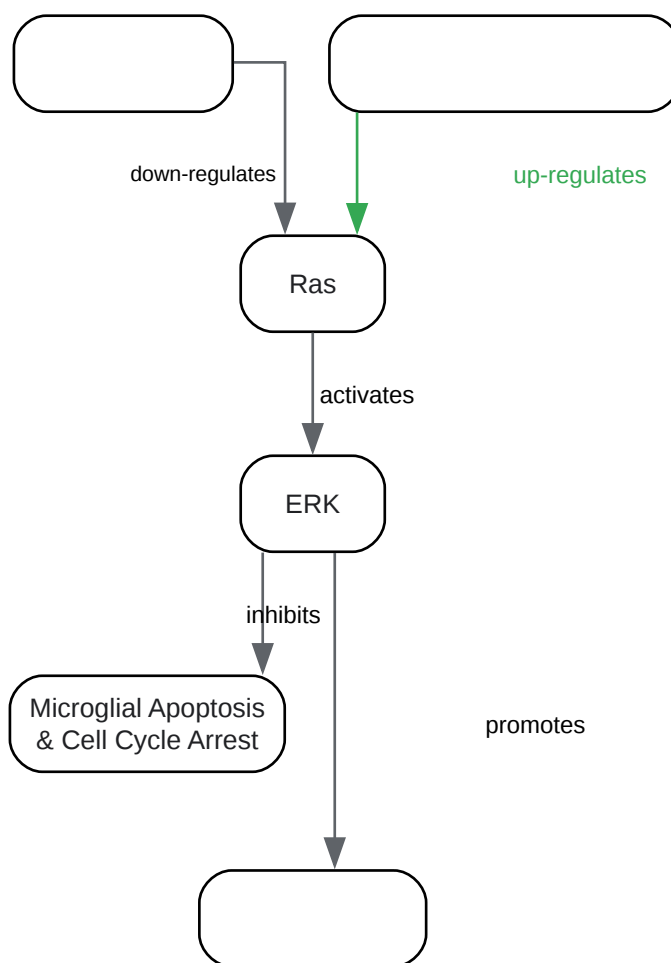 down-regulates
up-regulates
Ras
activates
ERK
inhibits
Microglial Apoptosis
& Cell Cycle Arrest
promotes